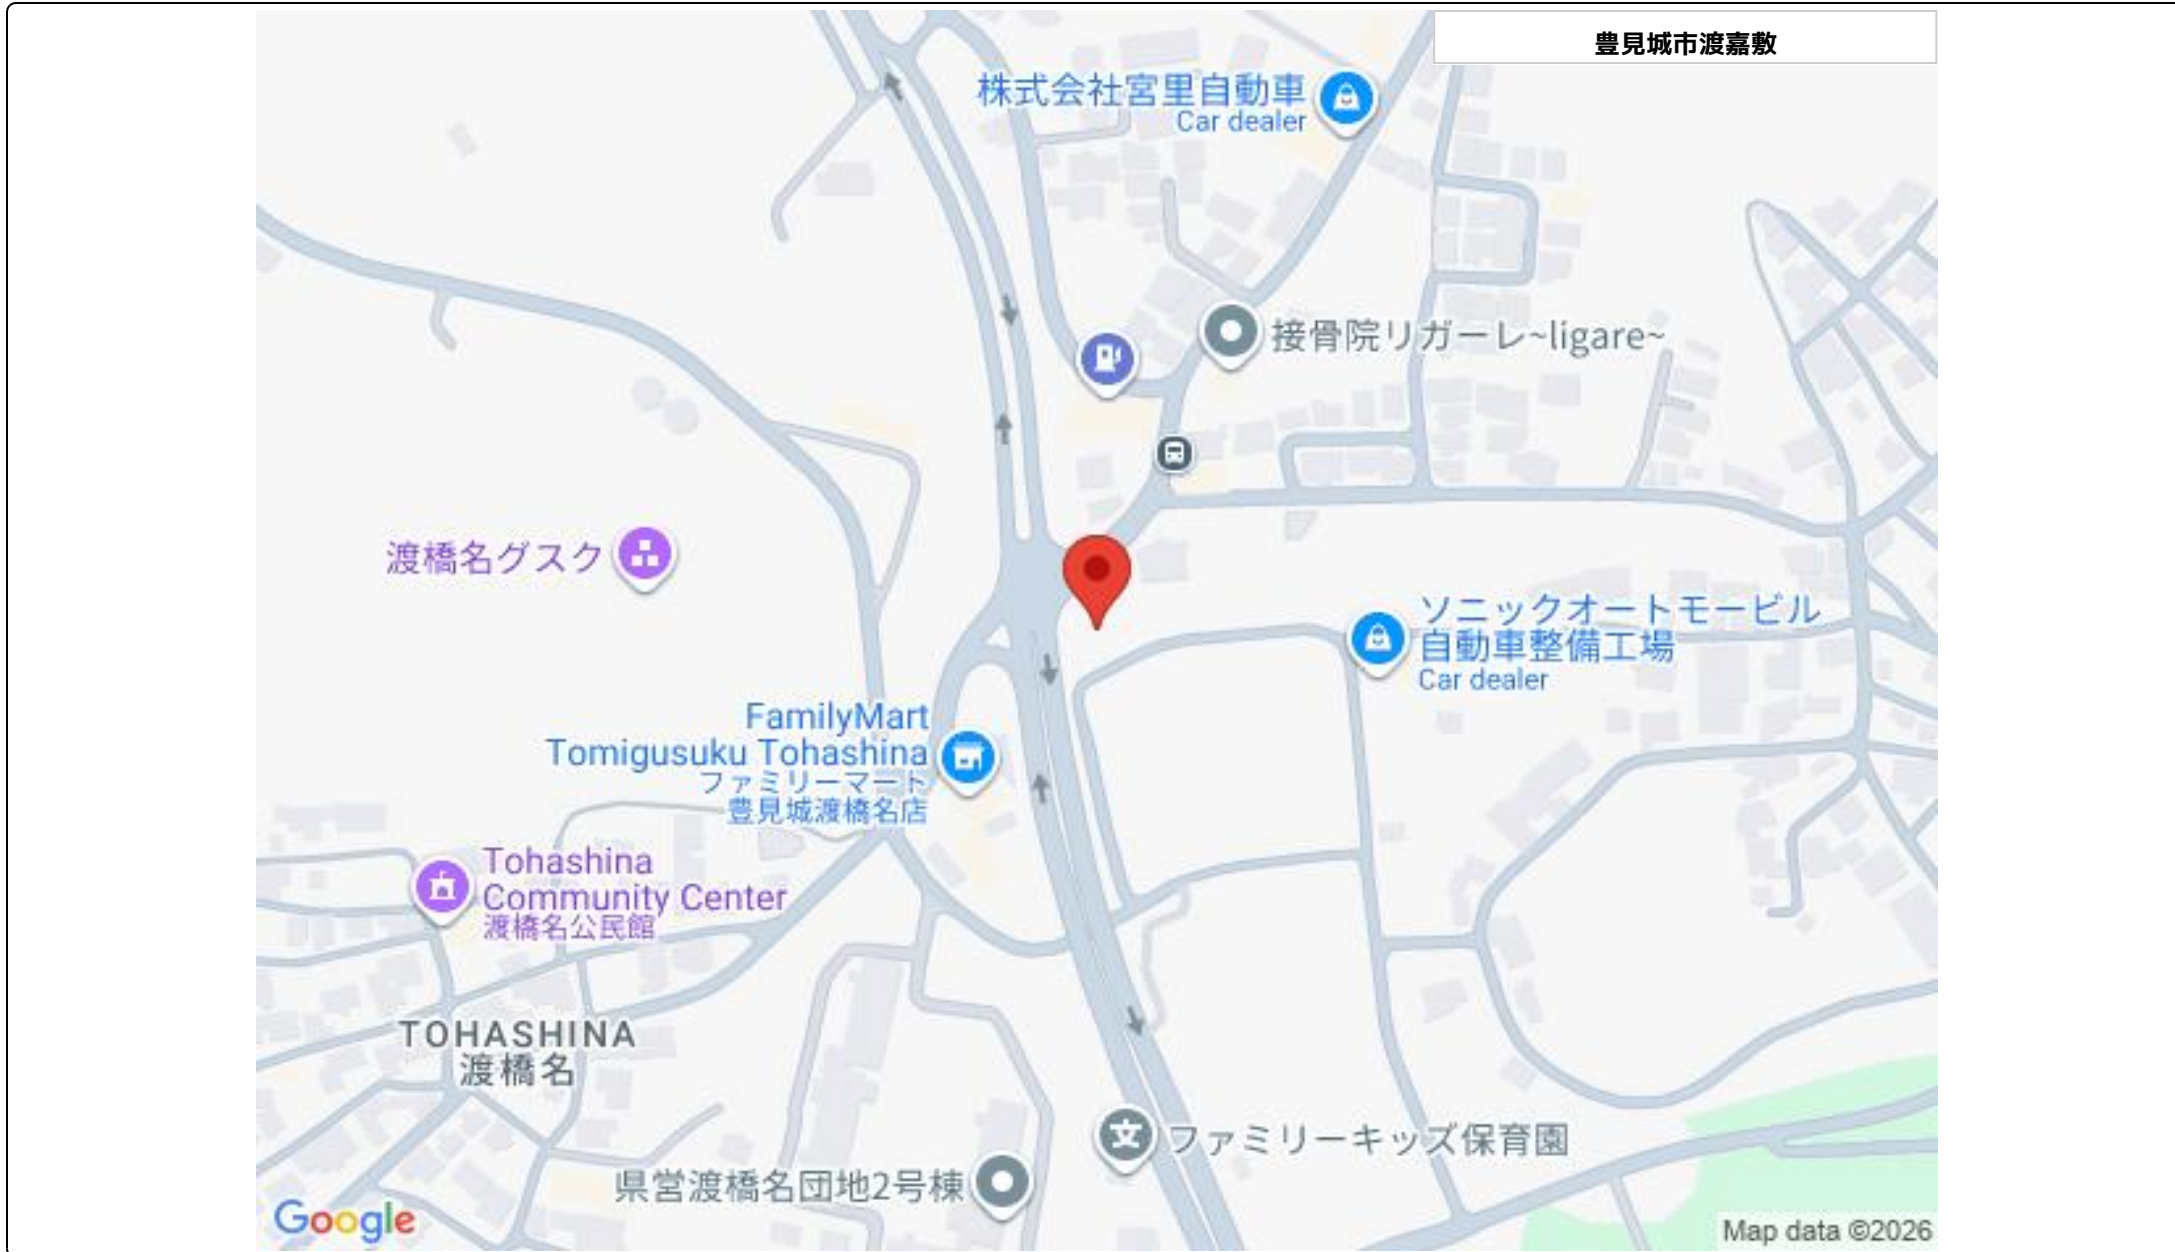 豊見城市渡嘉敷
株式会社宮里自動車
Car dealer
接骨院リガーレ~ligare~
渡橋名グスク
ソニックオートモービル
自動車整備工場
Car dealer
FamilyMart
Tomigusuku Tohashina
ファミリーマート
豊見城渡橋名店
Tohashina
Community Center
渡橋名公民館
TOHASHINA
渡橋名
文
ファミリーキッズ保育園
県営渡橋名団地2号棟
Google
Map data ©2026